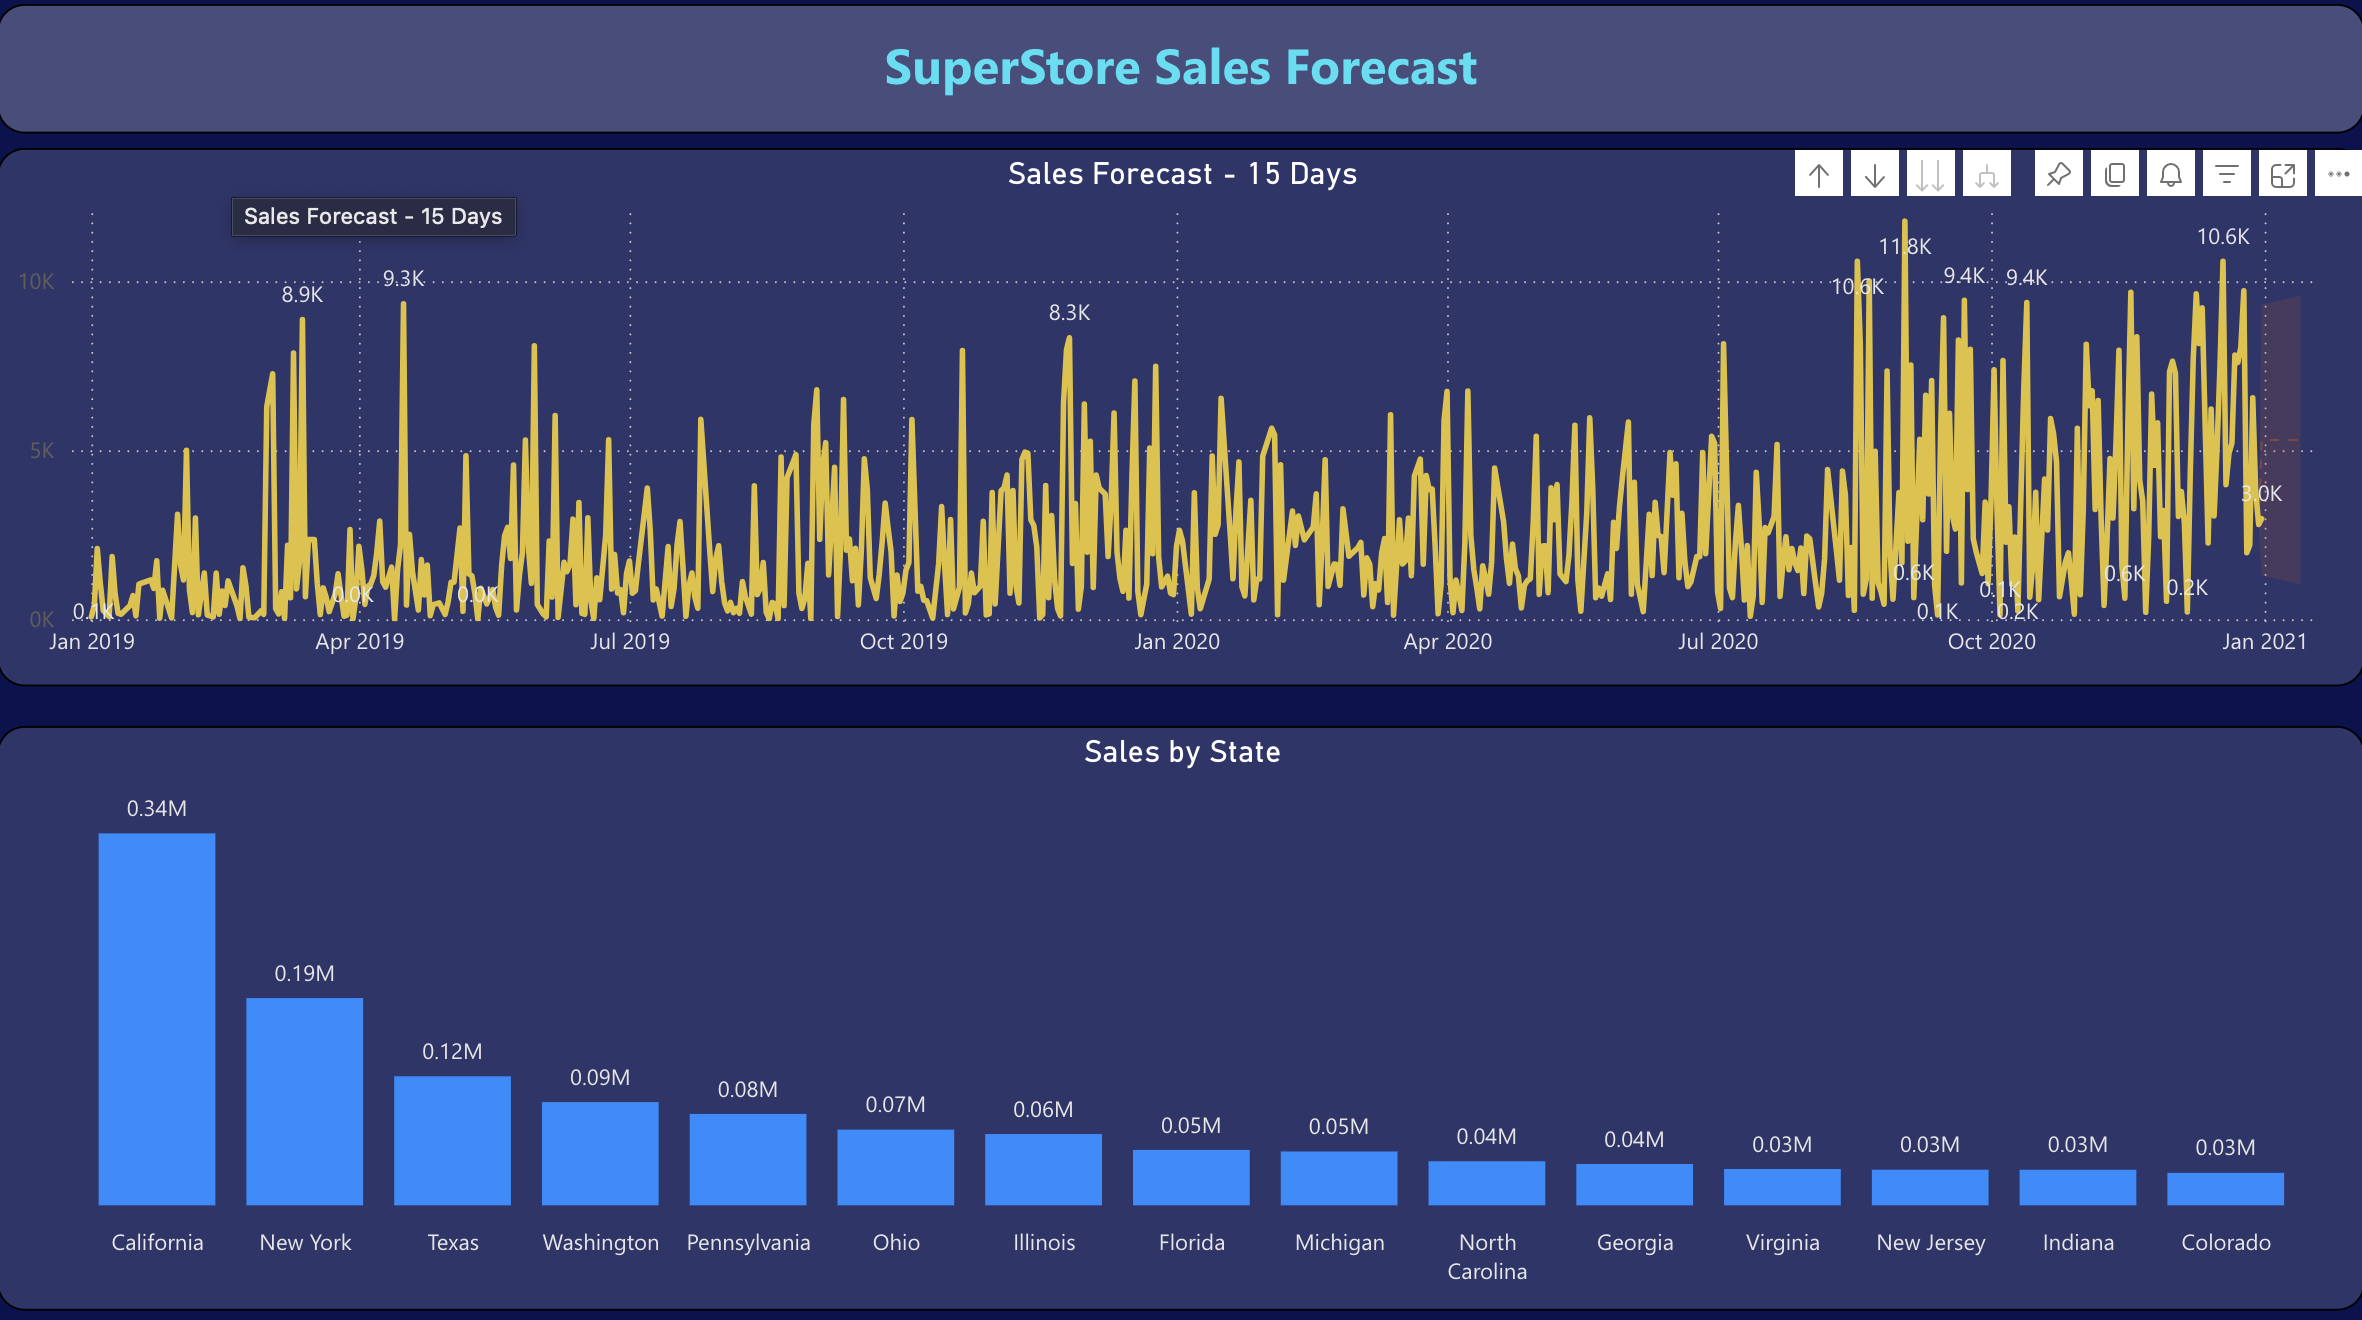 SuperStore Sales Forecast
Sales Forecast - 15 Days
Sales Forecast - 15 Days
10K
5K
0K
0.1K
8.9K
0.0K
9.3K
0.0K
8.3K
10.6K
11.8K
0.6K
0.1K
9.4K
0.1K
0.2K
9.4K
0.6K
0.2K
10.6K
3.0K
Jan 2019
Apr 2019
Jul 2019
Oct 2019
Jan 2020
Apr 2020
Jul 2020
Oct 2020
Jan 2021
Sales by State
0.34M
0.19M
0.12M
0.09M
0.08M
0.07M
0.06M
0.05M
0.05M
0.04M
0.04M
0.03M
0.03M
0.03M
0.03M
California
New York
Texas
Washington
Pennsylvania
Ohio
Illinois
Florida
Michigan
North
Carolina
Georgia
Virginia
New Jersey
Indiana
Colorado